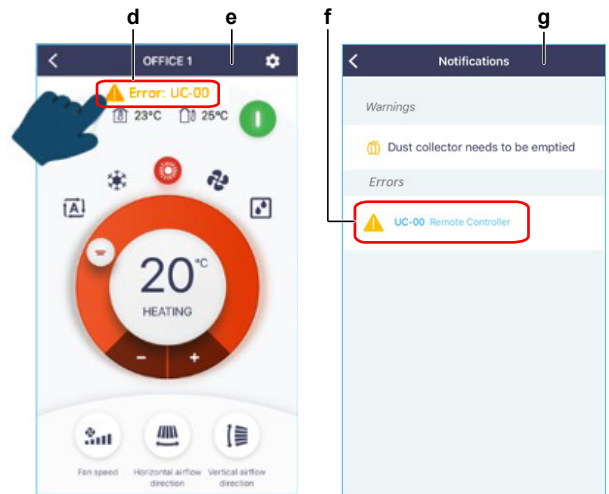 d
e
f
g
OFFICE 1
Error: UC-00
23°C
25°C
A
20°C
HEATING
- +
Fan speed
Horizontal airflow direction
Vertical airflow direction
Notifications
Warnings
Dust collector needs to be emptied
Errors
UC-00 Remote Controller